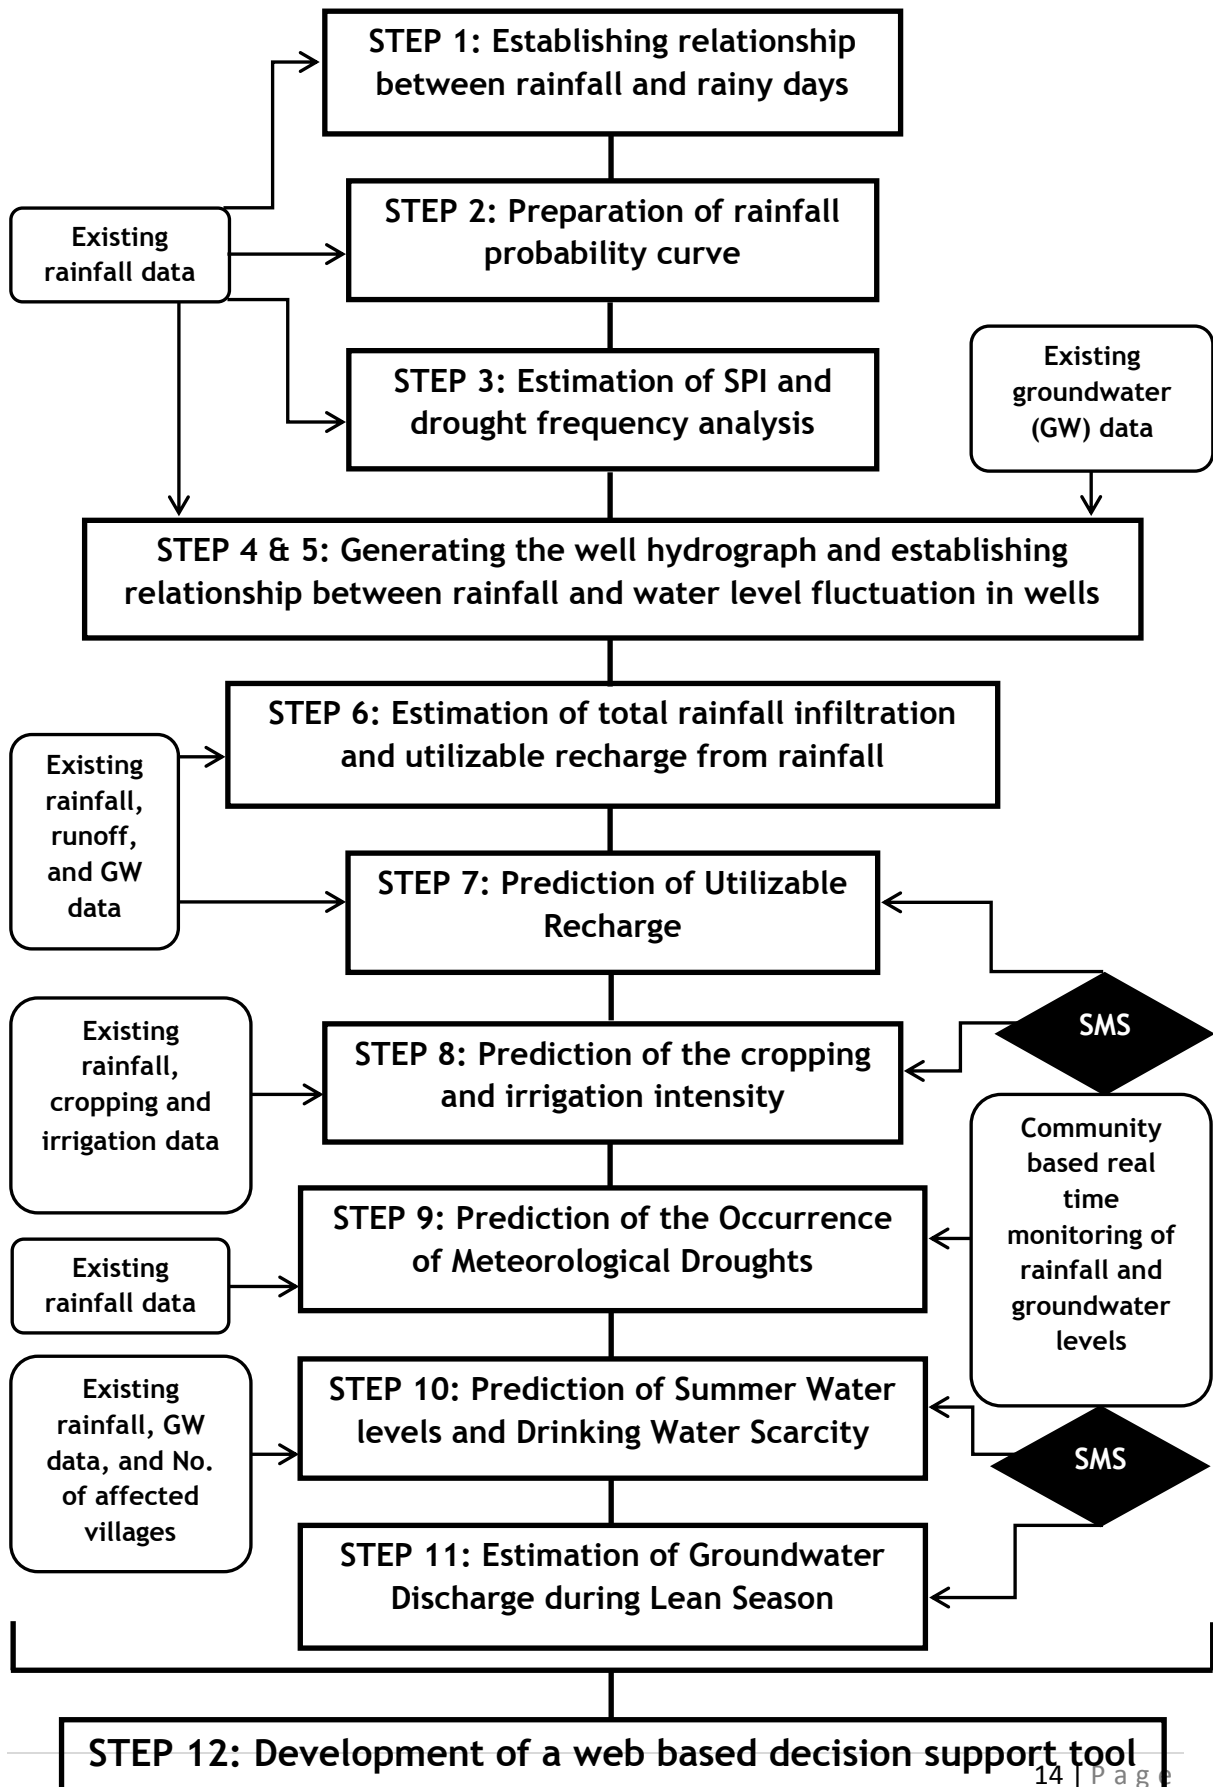 STEP 1: Establishing relationship
between rainfall and rainy days
STEP 2: Preparation of rainfall
probability curve
Existing
rainfall data
STEP 3: Estimation of SPI and
drought frequency analysis
Existing
groundwater
(GW) data
STEP 4 & 5: Generating the well hydrograph and establishing
relationship between rainfall and water level fluctuation in wells
STEP 6: Estimation of total rainfall infiltration
and utilizable recharge from rainfall
Existing
rainfall,
runoff,
and GW
data
STEP 7: Prediction of Utilizable
Recharge
SMS
Existing
rainfall,
cropping and
irrigation data
STEP 8: Prediction of the cropping
and irrigation intensity
Community
based real
time
monitoring of
rainfall and
groundwater
levels
STEP 9: Prediction of the Occurrence
of Meteorological Droughts
Existing
rainfall data
STEP 10: Prediction of Summer Water
levels and Drinking Water Scarcity
Existing
rainfall, GW
data, and No.
of affected
villages
SMS
STEP 11: Estimation of Groundwater
Discharge during Lean Season
STEP 12: Development of a web based decision support tool
14 | Page